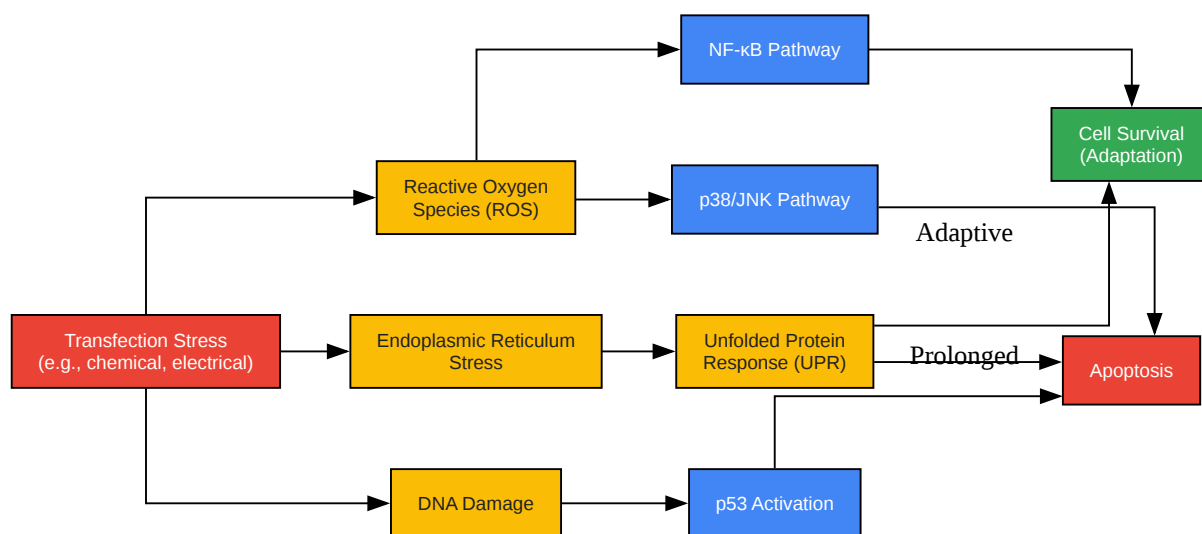 NF-κB Pathway
Cell Survival
(Adaptation)
Reactive Oxygen
Species (ROS)
p38/JNK Pathway
Adaptive
Transfection Stress
(e.g., chemical, electrical)
Endoplasmic Reticulum
Stress
Unfolded Protein
Response (UPR)
Prolonged
Apoptosis
DNA Damage
p53 Activation